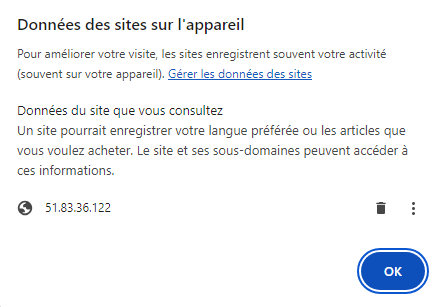 Données des sites sur l'appareil
Pour améliorer votre visite, les sites enregistrent souvent votre activité
(souvent sur votre appareil). Gérer les données des sites
Données du site que vous consultez
Un site pourrait enregistrer votre langue préférée ou les articles que
vous voulez acheter. Le site et ses sous-domaines peuvent accéder à
ces informations.
51.83.36.122
OK